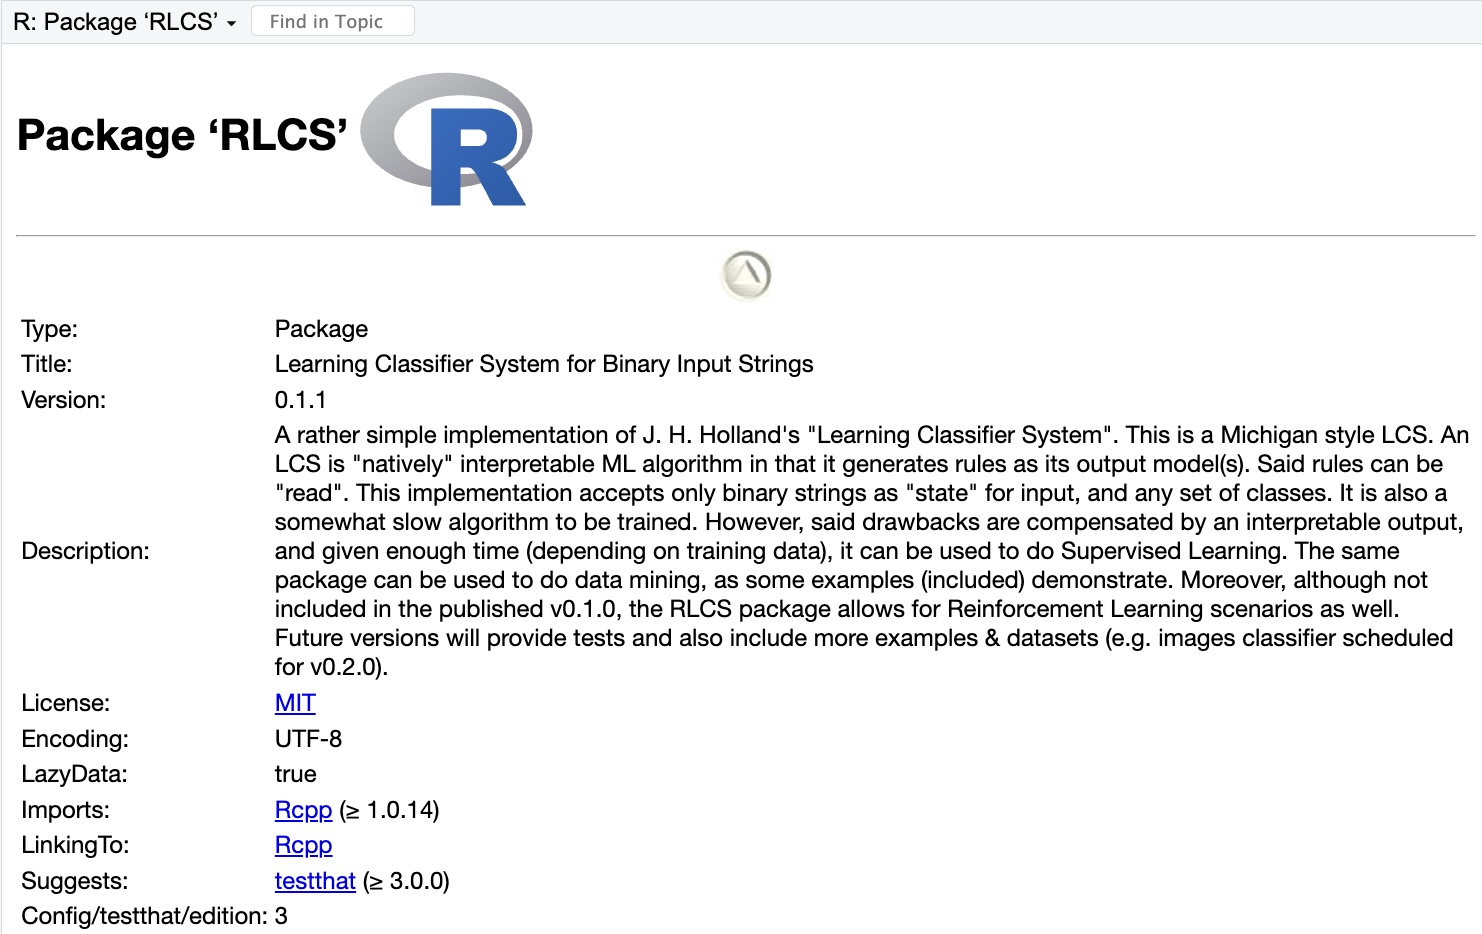 R: Package ‘RLCS’
Find in Topic
Package ‘RLCS’
R
Type: Package
Title: Learning Classifier System for Binary Input Strings
Version: 0.1.1
Description: A rather simple implementation of J. H. Holland's "Learning Classifier System". This is a Michigan style LCS. An
LCS is "natively" interpretable ML algorithm in that it generates rules as its output model(s). Said rules can be
"read". This implementation accepts only binary strings as "state" for input, and any set of classes. It is also a
somewhat slow algorithm to be trained. However, said drawbacks are compensated by an interpretable output,
and given enough time (depending on training data), it can be used to do Supervised Learning. The same
package can be used to do data mining, as some examples (included) demonstrate. Moreover, although not
included in the published v0.1.0, the RLCS package allows for Reinforcement Learning scenarios as well.
Future versions will provide tests and also include more examples & datasets (e.g. images classifier scheduled
for v0.2.0).
License: MIT
Encoding: UTF-8
LazyData: true
Imports: Rcpp (≥ 1.0.14)
LinkingTo: Rcpp
Suggests: testthat (≥ 3.0.0)
Config/testthat/edition: 3